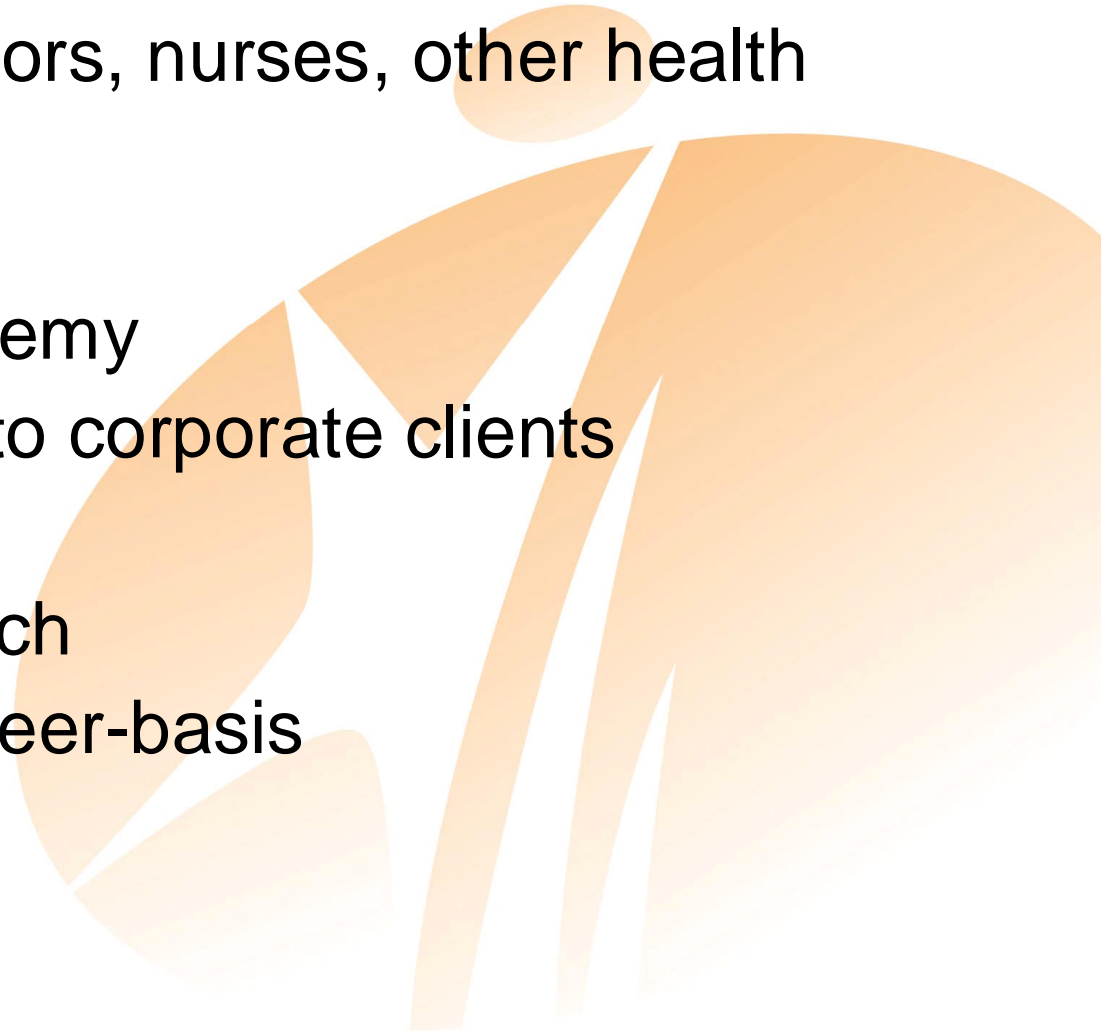 ors, nurses, other health
emy
to corporate clients
ch
eer-basis